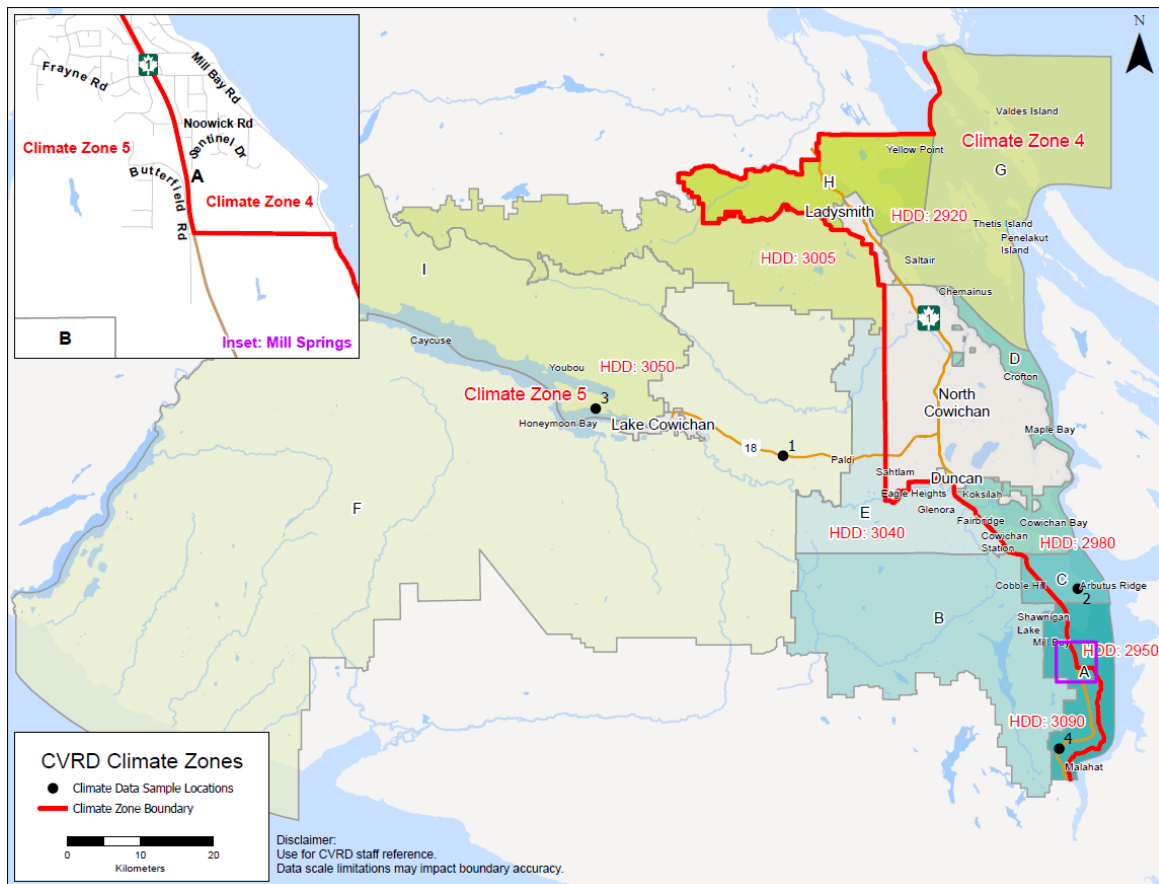 Frayne Rd
1
Mill Bay Rd
Noowick Rd
Sentinel Dr
Climate Zone 5
A
Butterfield Rd
Climate Zone 4
B
Inset: Mill Springs
N
Valdes Island
Climate Zone 4
G
Yellow Point
H
Ladysmith
HDD: 2920
Thetis Island
Penelakut
Island
HDD: 3005
Saltair
I
Chemainus
1
Caycuse
D
Youbou
HDD: 3050
Crofton
Climate Zone 5
3
North
Cowichan
Honeymoon Bay
Lake Cowichan
Maple Bay
18
1
Paldi
Sahtlam
Duncan
Eagle Heights
Koksilah
F
E
Glenora
Fairbridge
Cowichan Bay
HDD: 3040
Cowichan
Station
HDD: 2980
Cobble Hill
C
Arbutus Ridge
2
B
Shawnigan
Lake
Mill Bay
HDD: 2950
A
HDD: 3090
4
Malahat
CVRD Climate Zones
Climate Data Sample Locations
Climate Zone Boundary
0 10 20
Kilometers
Disclaimer:
Use for CVRD staff reference.
Data scale limitations may impact boundary accuracy.